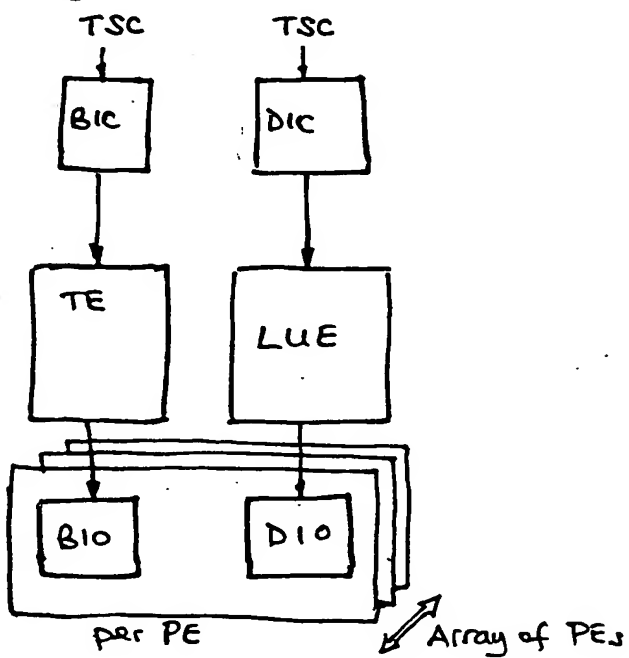 TSC TSC
BIC DIC
TE LUE
BIO DIO
per PE Array of PEs